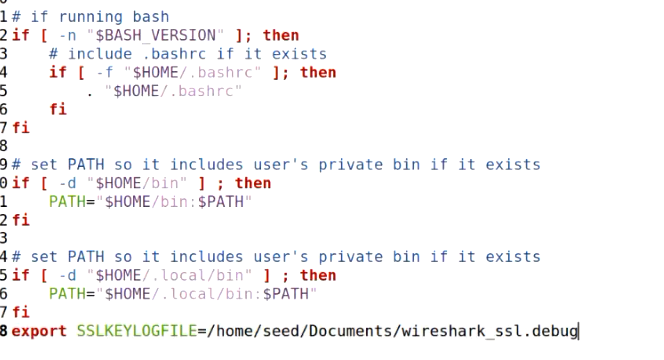 1 # if running bash
2 if [ -n "$BASH_VERSION" ]; then
3     # include .bashrc if it exists
4     if [ -f "$HOME/.bashrc" ]; then
5         . "$HOME/.bashrc"
6     fi
7 fi
8
9 # set PATH so it includes user's private bin if it exists
0 if [ -d "$HOME/bin" ] ; then
1     PATH="$HOME/bin:$PATH"
2 fi
3
4 # set PATH so it includes user's private bin if it exists
5 if [ -d "$HOME/.local/bin" ] ; then
6     PATH="$HOME/.local/bin:$PATH"
7 fi
8 export SSLKEYLOGFILE=/home/seed/Documents/wireshark_ssl.debug